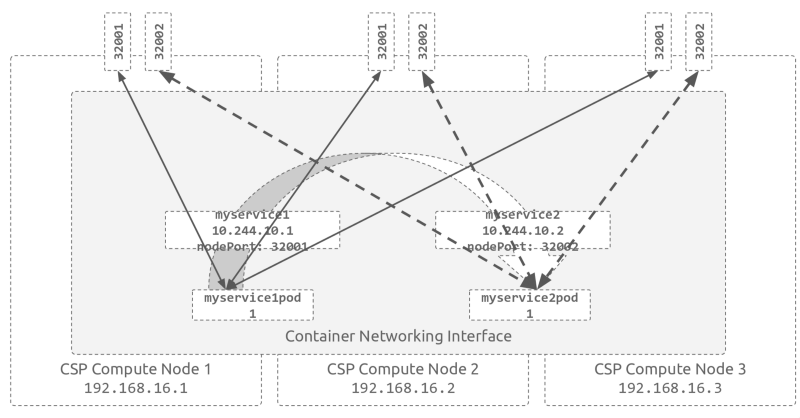 32001
32002
32001
32002
32001
32002
myservice1
10.244.10.1
nodePort: 32001
myservice2
10.244.10.2
nodePort: 32002
myservice1pod
1
myservice2pod
1
Container Networking Interface
CSP Compute Node 1
192.168.16.1
CSP Compute Node 2
192.168.16.2
CSP Compute Node 3
192.168.16.3